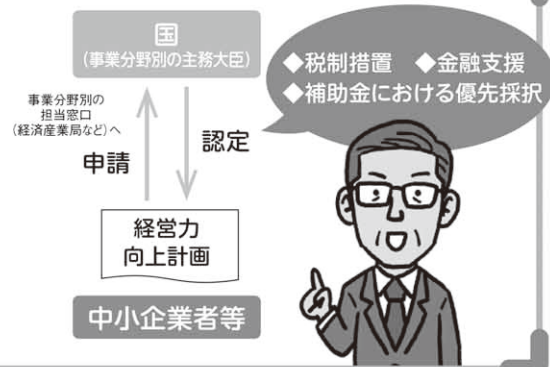 国
(事業分野別の主務大臣)
◆税制措置 ◆金融支援
◆補助金における優先採択
事業分野別の
担当窓口
(経済産業局など)へ
申請
認定
経営力
向上計画
中小企業者等